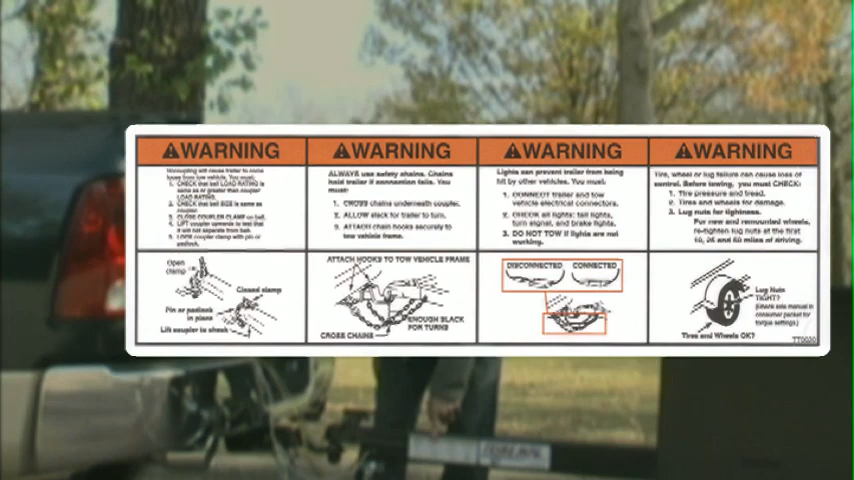 WARNING
Uncoupling will cause trailer to come
loose from tow vehicle. You must:
1. CHECK that ball LOAD RATING is
same as or greater than coupler
LOAD RATING.
2. CHECK that ball SIZE is same as
coupler.
3. CLOSE COUPLER CLAMP on ball.
4. LIFT coupler upwards to test that
it will not separate from ball.
5. LOCK coupler clamp with pin or
padlock.
Open
clamp
Closed clamp
Pin or padlock
in place
Lift coupler to check
WARNING
ALWAYS use safety chains. Chains
hold trailer if connection fails. You
must:
1. CROSS chains underneath coupler.
2. ALLOW slack for trailer to turn.
3. ATTACH chain hooks securely to
tow vehicle frame.
ATTACH HOOKS TO TOW VEHICLE FRAME
ENOUGH SLACK
FOR TURNS
CROSS CHAINS
WARNING
Lights can prevent trailer from being
hit by other vehicles. You must:
1. CONNECT trailer and tow
vehicle electrical connectors.
2. CHECK all lights: tail lights,
turn signal, and brake lights.
3. DO NOT TOW if lights are not
working.
DISCONNECTED CONNECTED
WARNING
Tire, wheel or lug failure can cause loss of
control. Before towing, you must CHECK:
1. Tire pressure and tread.
2. Tires and wheels for damage.
3. Lug nuts for tightness.
For new and remounted wheels,
re-tighten lug nuts at the first
10, 25 and 50 miles of driving.
Lug Nuts
TIGHT?
(Check axle manual in
consumer packet for
torque settings.)
Tires and Wheels OK?